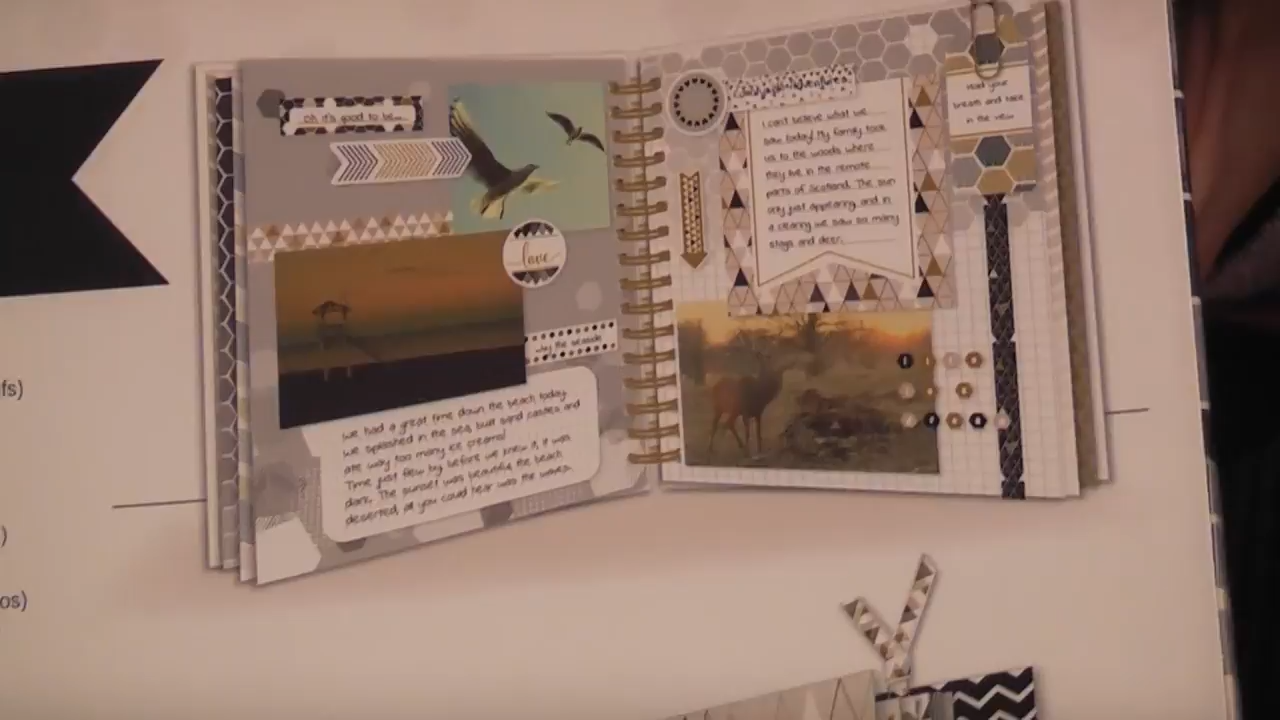 Oh it's good to be...
love
...by the seaside
We had a great time down the beach today.
We splashed in the sea, built sand castles and
ate way too many ice creams!
Time just flew by before we knew it, it was
dark. The sunset was beautiful, the beach
deserted, all you could hear was the waves.
I can't believe what we
saw today! My family took
us to the woods where
they live in the remote
parts of Scotland. The sun
only just appearing and in
a clearing we saw so many
stags and deer.
Hold your
breath and take
in the view
fs)
)
os)